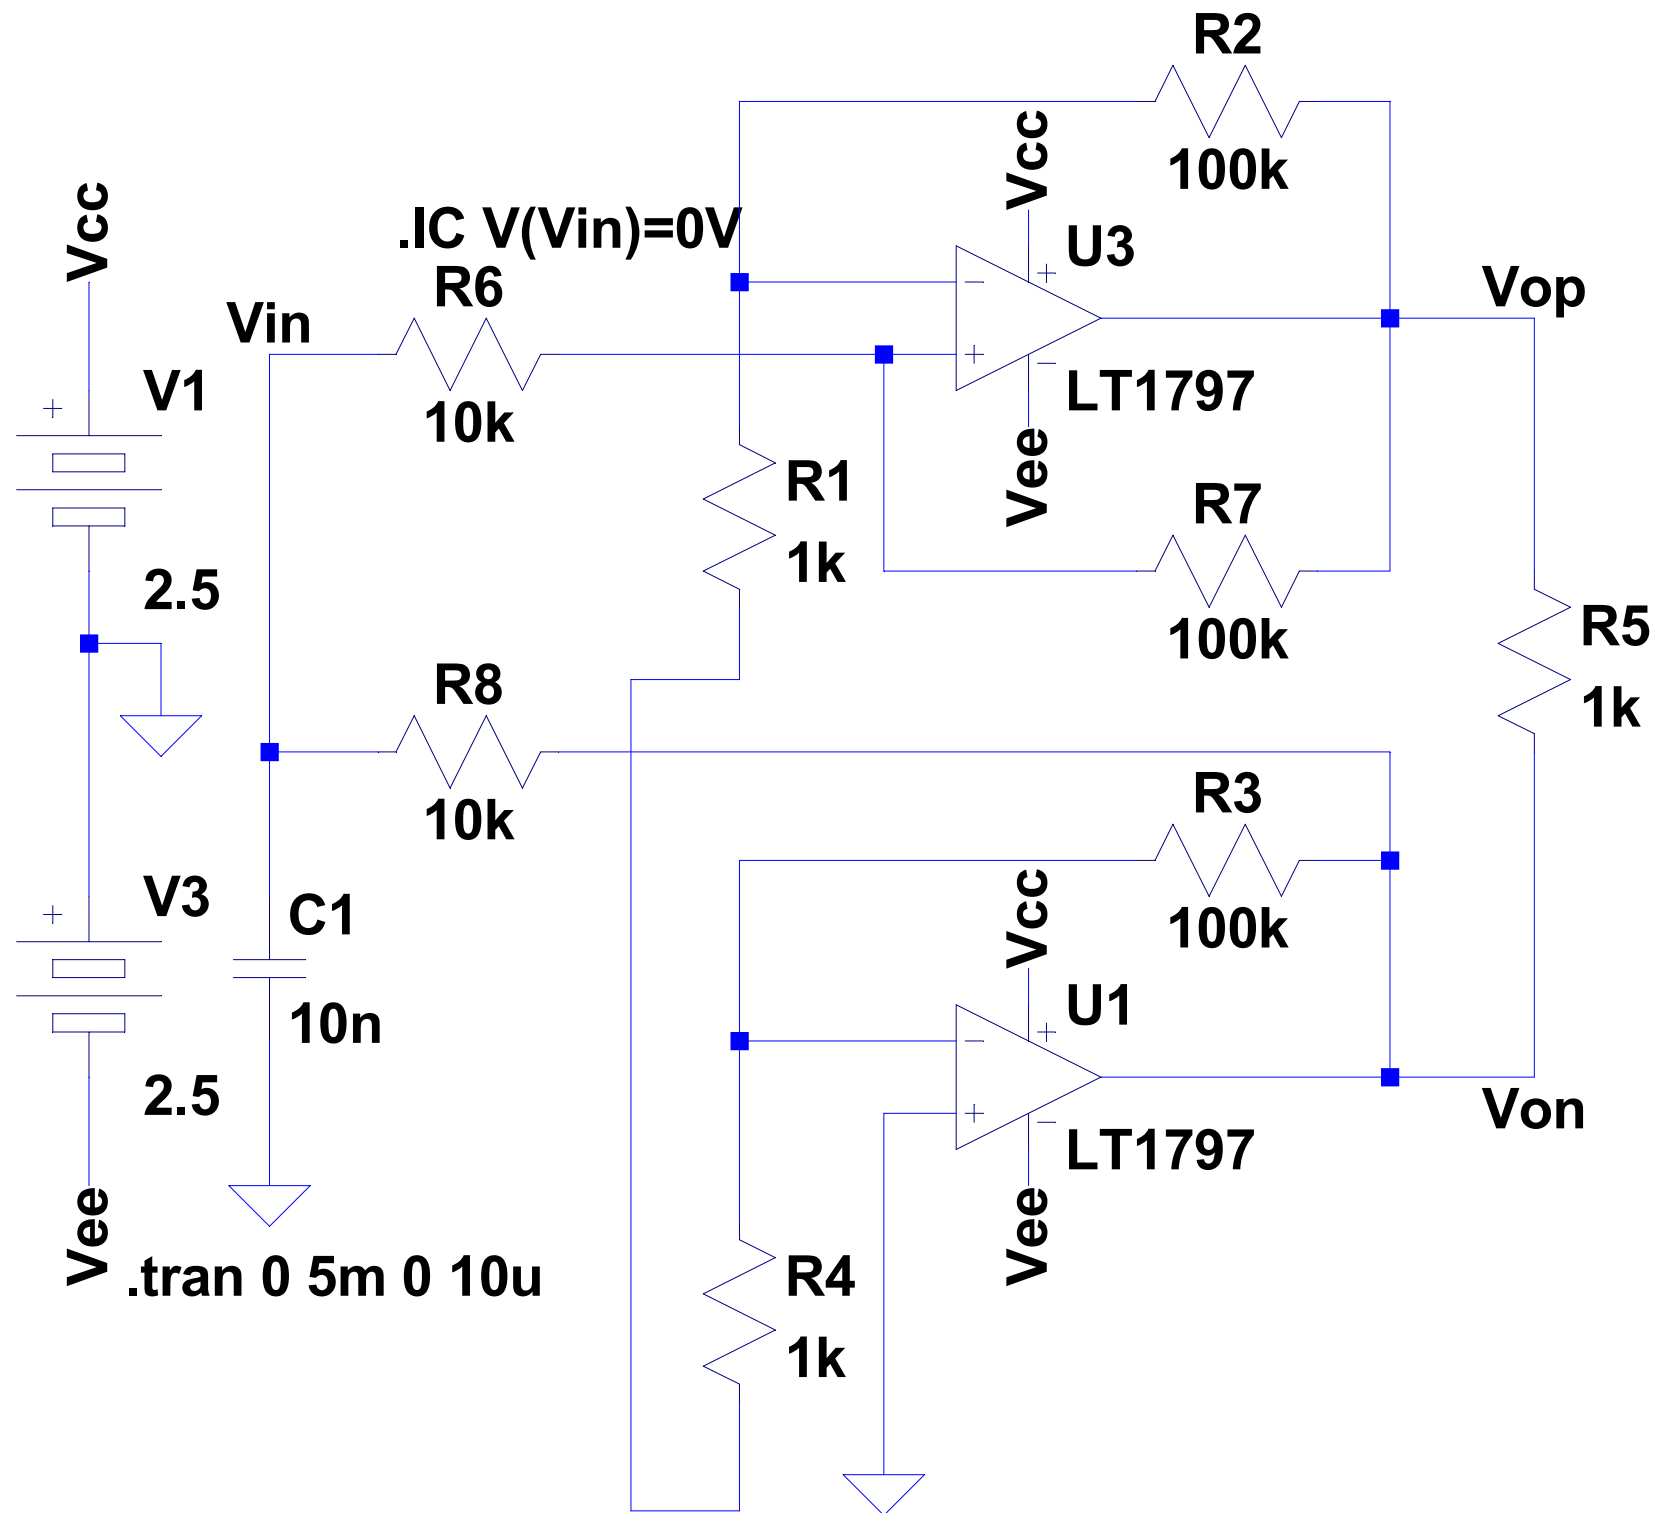 R2
100k
Vcc
Vcc
.IC V(Vin)=0V
U3
R6
Vin
Vop
10k
V1
LT1797
Vee
R1
1k
R7
100k
2.5
R5
1k
R8
10k
R3
100k
V3
C1
Vcc
10n
U1
2.5
Von
LT1797
Vee
Vee
.tran 0 5m 0 10u
R4
1k